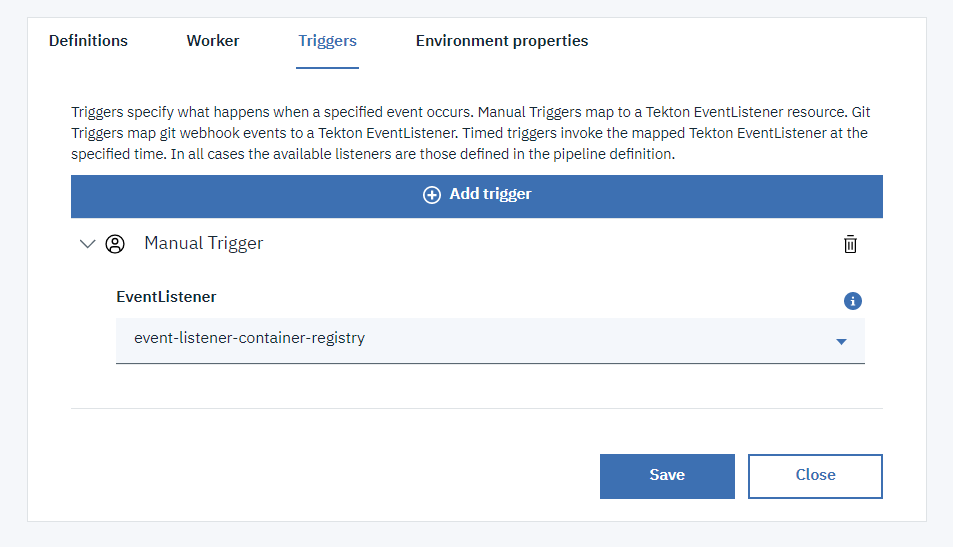 Definitions Worker Triggers Environment properties
Triggers specify what happens when a specified event occurs. Manual Triggers map to a Tekton EventListener resource. Git
Triggers map git webhook events to a Tekton EventListener. Timed triggers invoke the mapped Tekton EventListener at the
specified time. In all cases the available listeners are those defined in the pipeline definition.
Add trigger
Manual Trigger
EventListener
event-listener-container-registry
Save Close